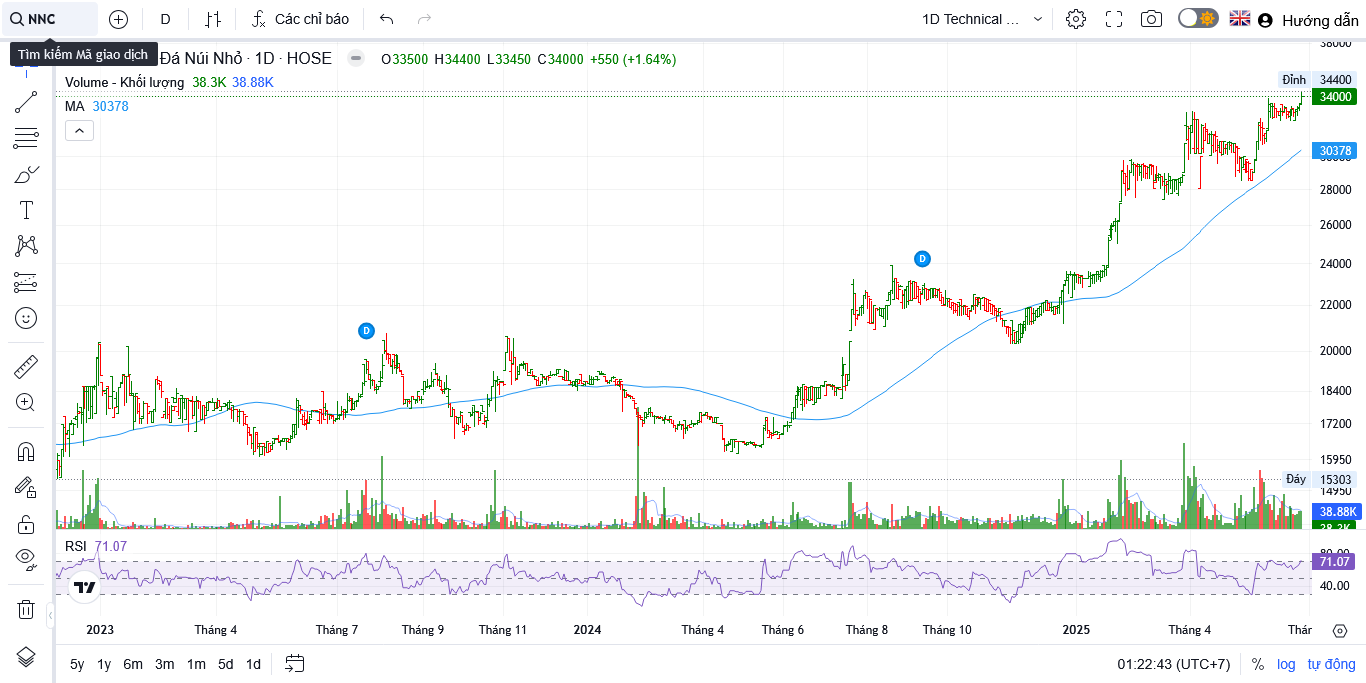 NNC
D
Các chỉ báo
1D Technical ...
Hướng dẫn
Tìm kiếm Mã giao dịch
Đá Núi Nhỏ · 1D · HOSE
O33500 H34400 L33450 C34000 +550 (+1.64%)
Volume - Khối lượng 38.3K 38.88K
MA 30378
38000
Đỉnh 34400
34000
30378
30000
28000
26000
D
24000
22000
D
20000
18400
17200
15950
Đáy 15303
14950
38.88K
38.3K
RSI 71.07
80.00
71.07
40.00
2023 Tháng 4 Tháng 7 Tháng 9 Tháng 11 2024 Tháng 4 Tháng 6 Tháng 8 Tháng 10 2025 Tháng 4 Thár
5y 1y 6m 3m 1m 5d 1d
01:22:43 (UTC+7) % log tự động